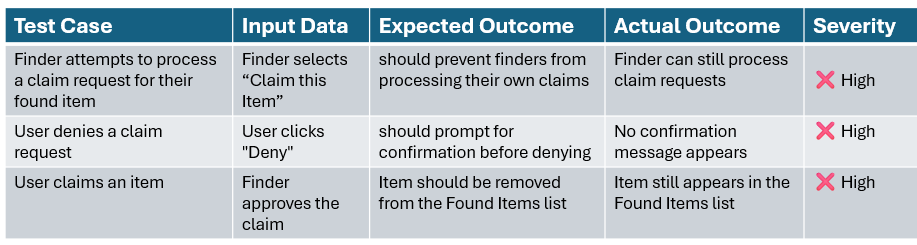 Test Case Input Data Expected Outcome Actual Outcome Severity
Finder attempts to process a claim request for their found item Finder selects “Claim this Item” should prevent finders from processing their own claims Finder can still process claim requests ❌ High
User denies a claim request User clicks "Deny" should prompt for confirmation before denying No confirmation message appears ❌ High
User claims an item Finder approves the claim Item should be removed from the Found Items list Item still appears in the Found Items list ❌ High